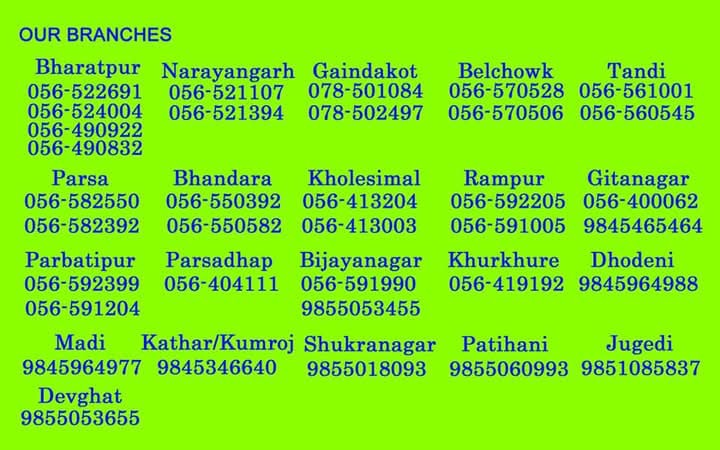 OUR BRANCHES
Bharatpur Narayangarh Gaindakot Belchowk Tandi
056-522691 056-521107 078-501084 056-570528 056-561001
056-524004 056-521394 078-502497 056-570506 056-560545
056-490922
056-490832
Parsa Bhandara Kholesimal Rampur Gitanagar
056-582550 056-550392 056-413204 056-592205 056-400062
056-582392 056-550582 056-413003 056-591005 9845465464
Parbatipur Parsadhap Bijayanagar Khurkhure Dhodeni
056-592399 056-404111 056-591990 056-419192 9845964988
056-591204 9855053455
Madi Kathar/Kumroj Shukranagar Patihani Jugedi
9845964977 9845346640 9855018093 9855060993 9851085837
Devghat
9855053655